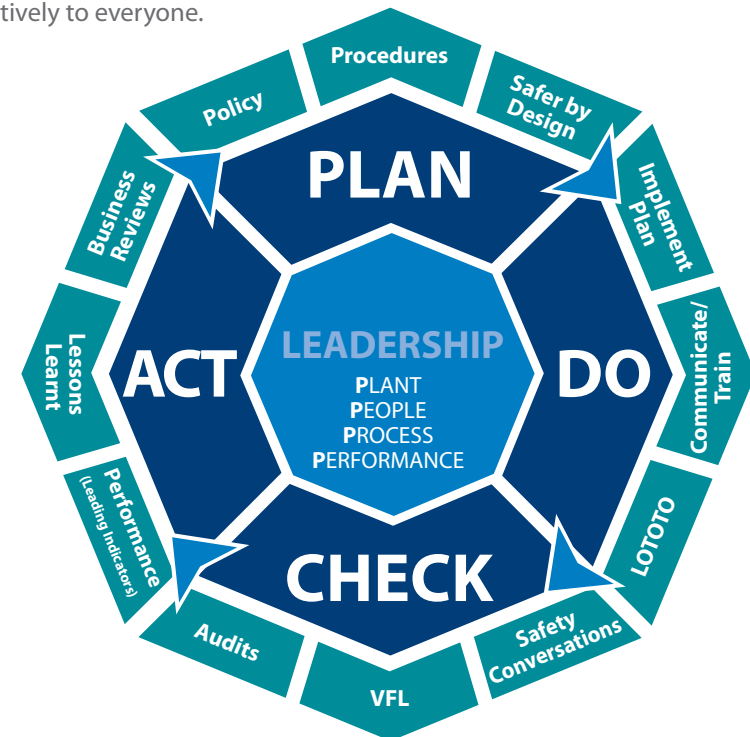 tively to everyone.
Procedures
Policy
Safer by
Design
PLAN
Business
Reviews
Implement
Plan
LEADERSHIP
PLANT
PEOPLE
PROCESS
PERFORMANCE
ACT
DO
Lessons
Learnt
Communicate/
Train
Performance
(Leading Indicators)
LOTOTO
CHECK
Audits
Safety
Conversations
VFL